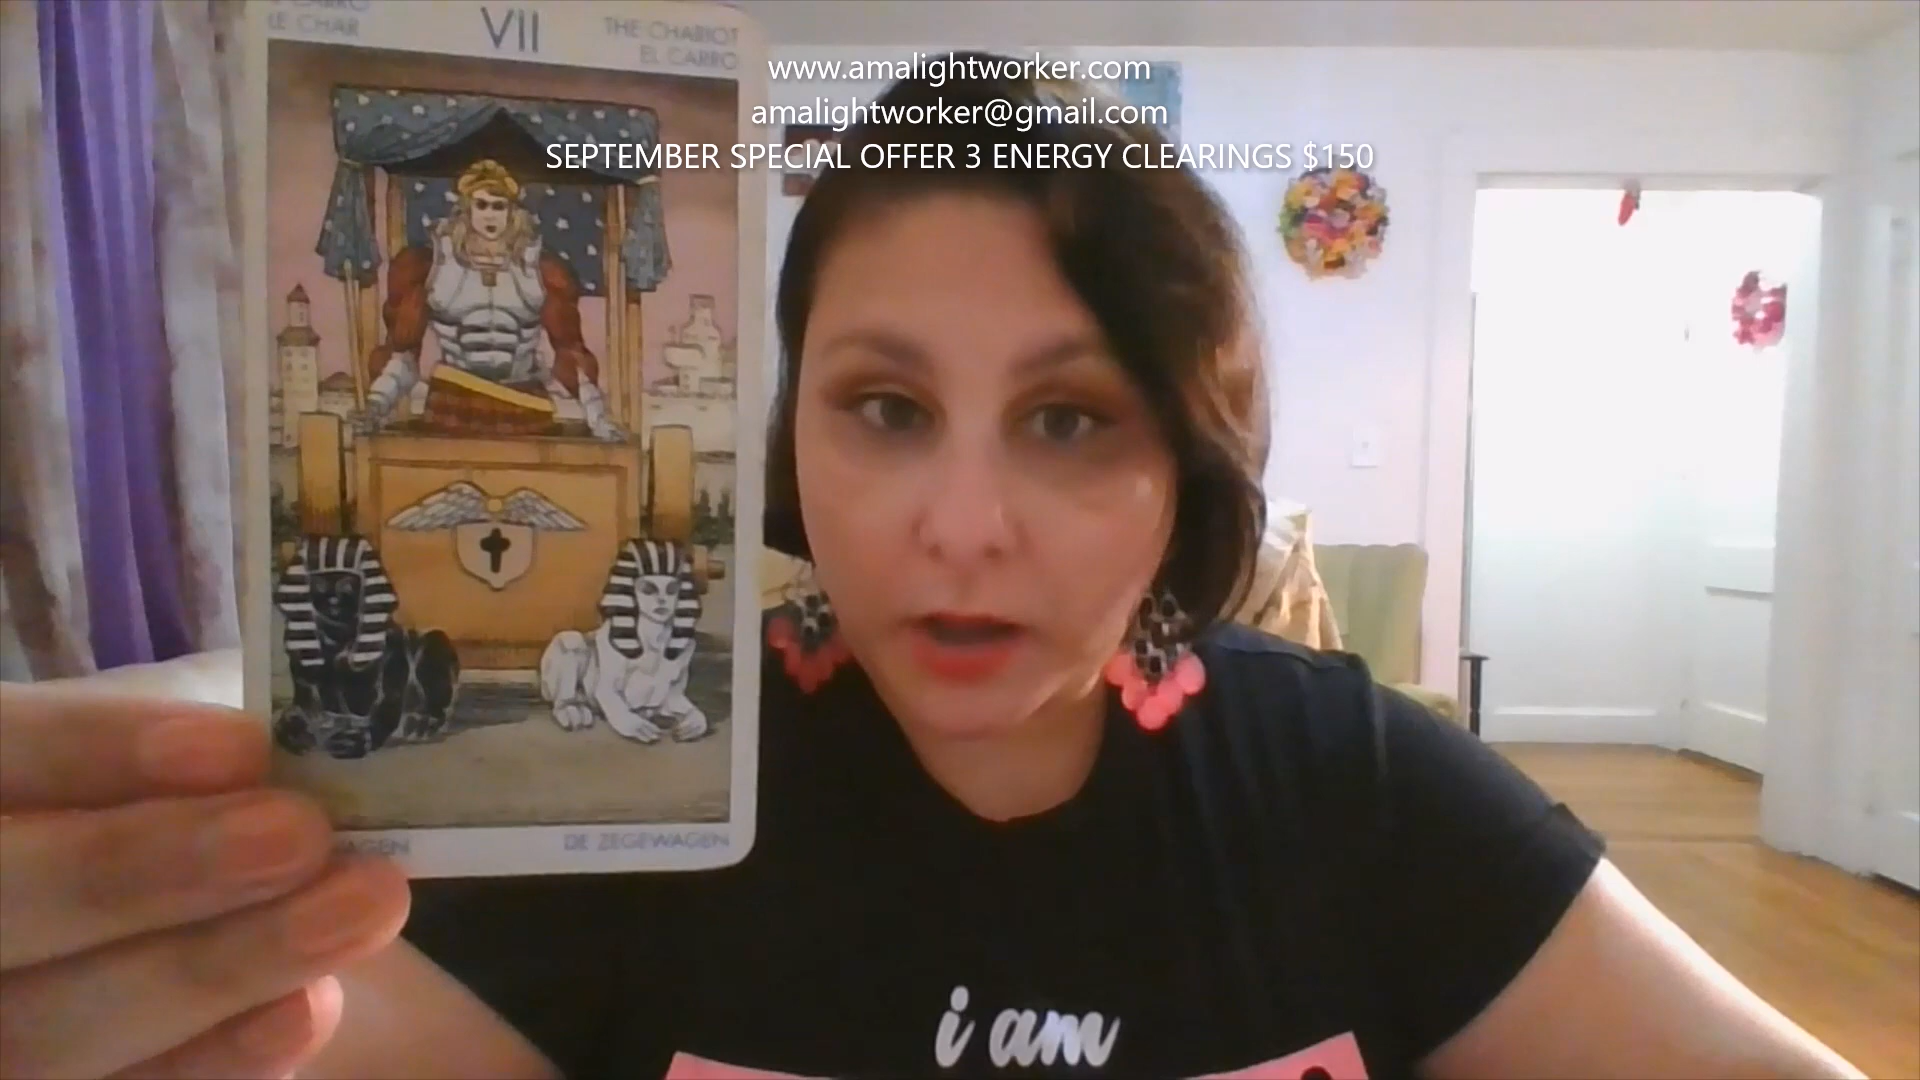 LE CHAR
VII
THE CHARIOT
EL CARRO
www.amalightworker.com
amalightworker@gmail.com
SEPTEMBER SPECIAL OFFER 3 ENERGY CLEARINGS $150
DE ZEGEWAGEN
i am